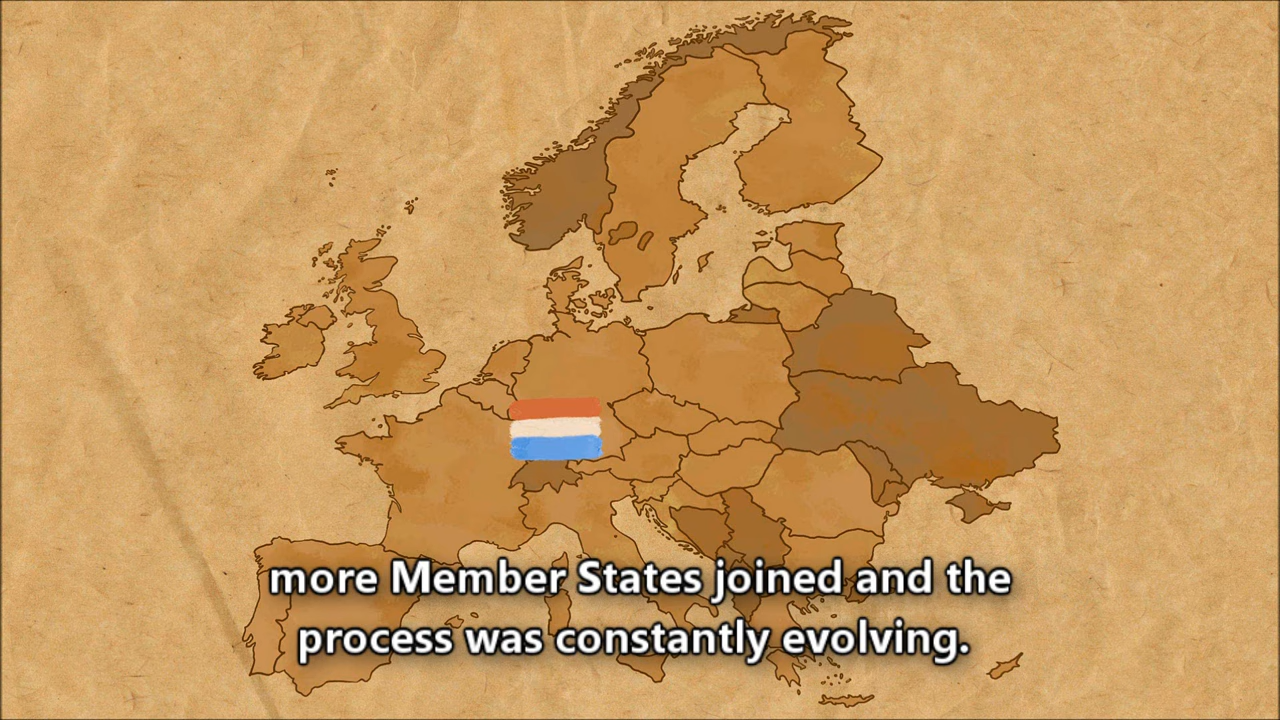 more Member States joined and the
process was constantly evolving.